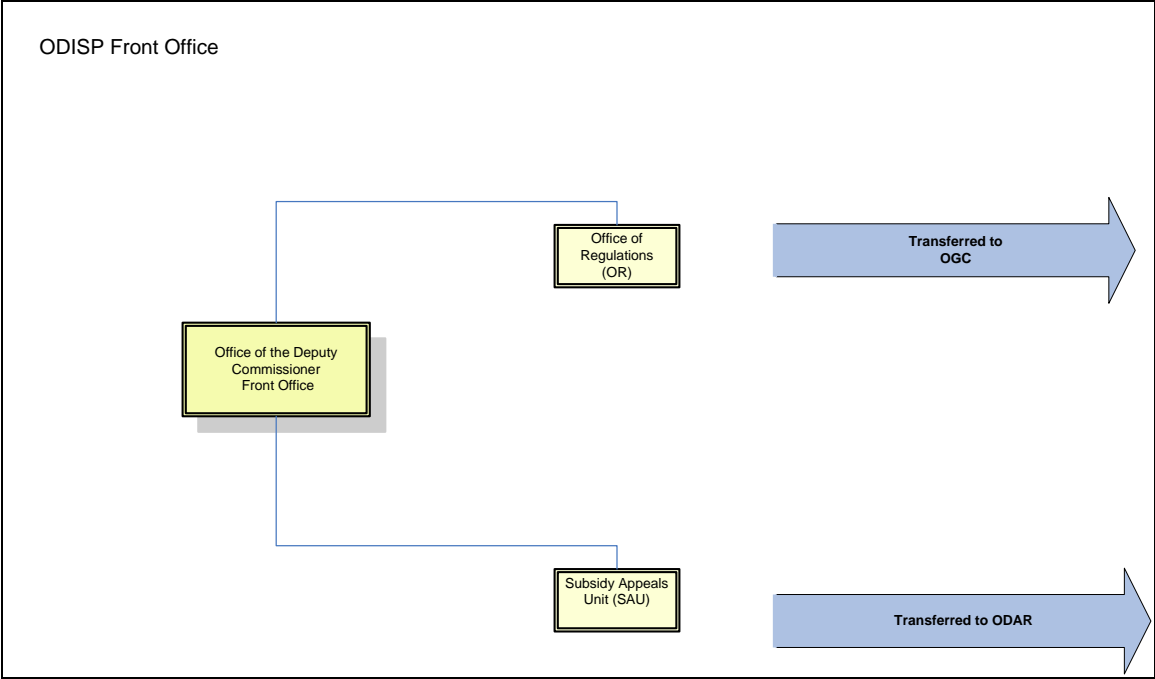 ODISP Front Office
Office of
Regulations
(OR)
Transferred to
OGC
Office of the Deputy
Commissioner
Front Office
Subsidy Appeals
Unit (SAU)
Transferred to ODAR